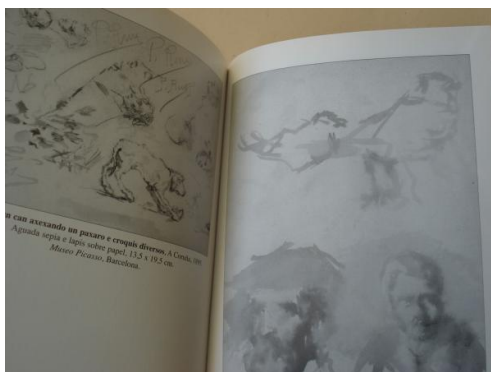 n can axexando un paxaro e croquis diversos, A Coruña,
Aguada sepia e lapis sobre papel, 13,5 x 19,5 cm.
Museo Picasso, Barcelona.